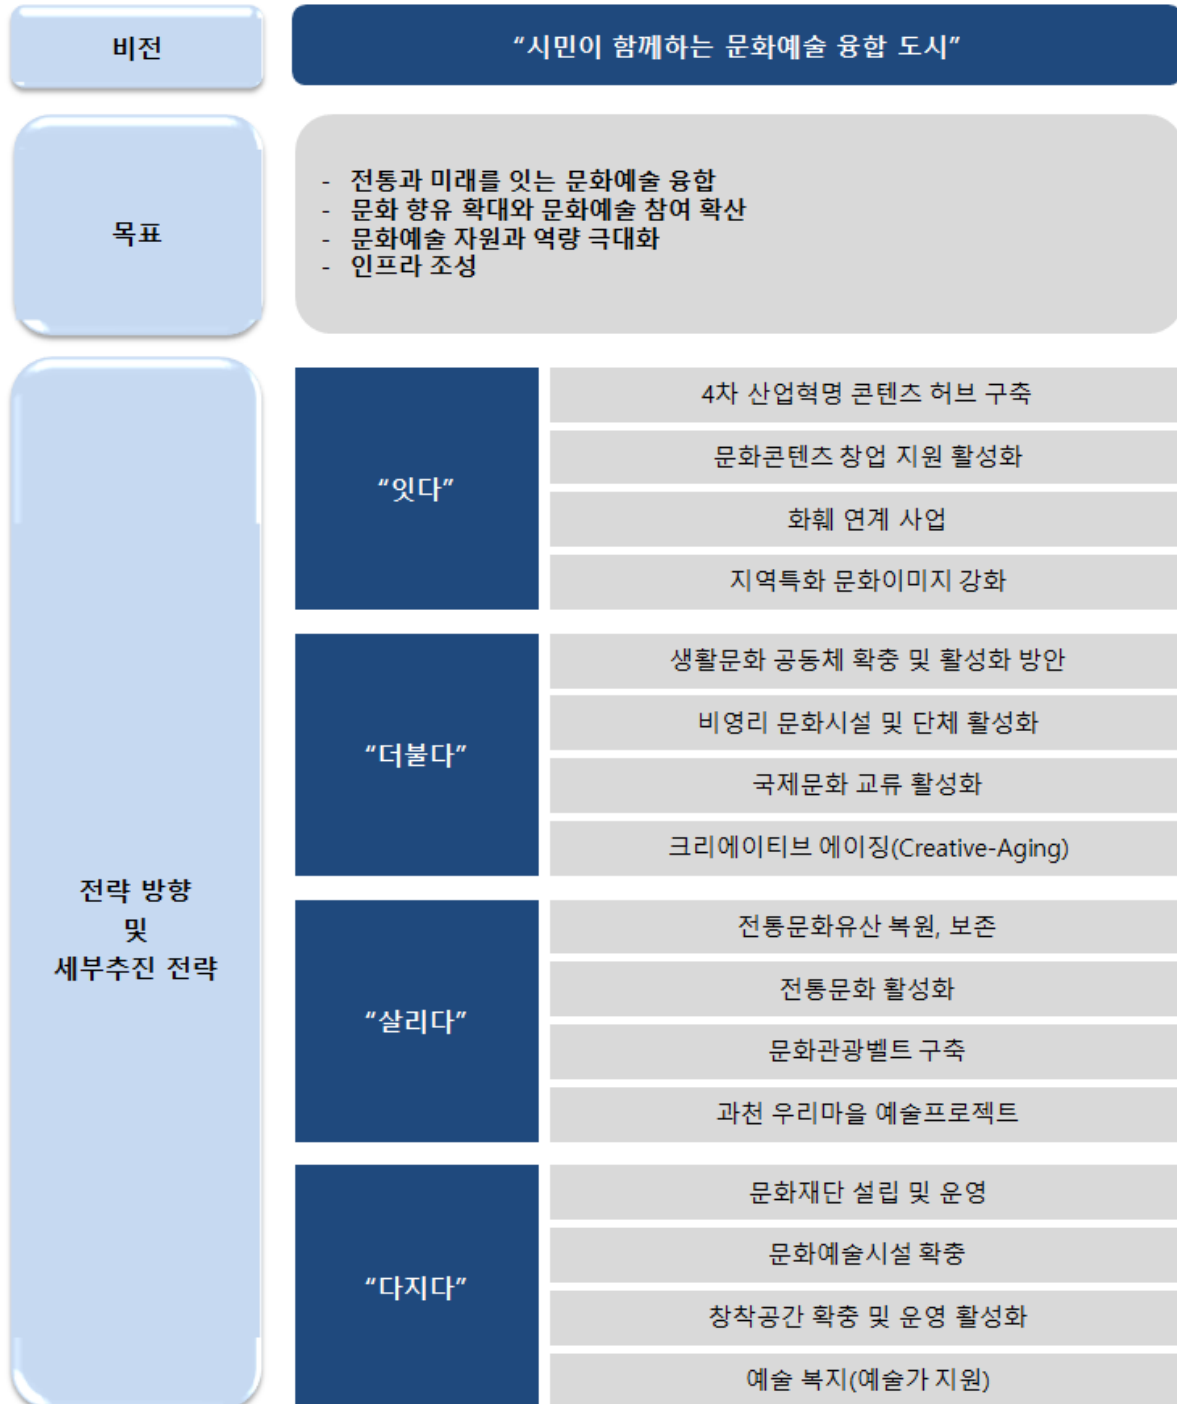 비전
“시민이 함께하는 문화예술 융합 도시”
목표
- 전통과 미래를 잇는 문화예술 융합
- 문화 향유 확대와 문화예술 참여 확산
- 문화예술 자원과 역량 극대화
- 인프라 조성
전략 방향
및
세부추진 전략
“잇다”
4차 산업혁명 콘텐츠 허브 구축
문화콘텐츠 창업 지원 활성화
화훼 연계 사업
지역특화 문화이미지 강화
“더불다”
생활문화 공동체 확충 및 활성화 방안
비영리 문화시설 및 단체 활성화
국제문화 교류 활성화
크리에이티브 에이징(Creative-Aging)
“살리다”
전통문화유산 복원, 보존
전통문화 활성화
문화관광벨트 구축
과천 우리마을 예술프로젝트
“다지다”
문화재단 설립 및 운영
문화예술시설 확충
창착공간 확충 및 운영 활성화
예술 복지(예술가 지원)